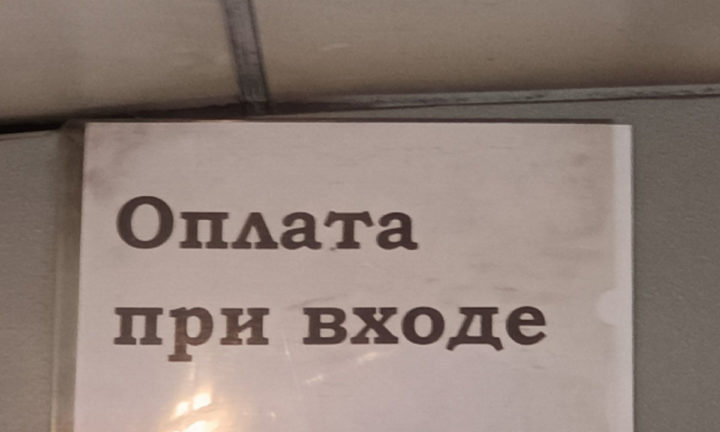 Оплата
при входе